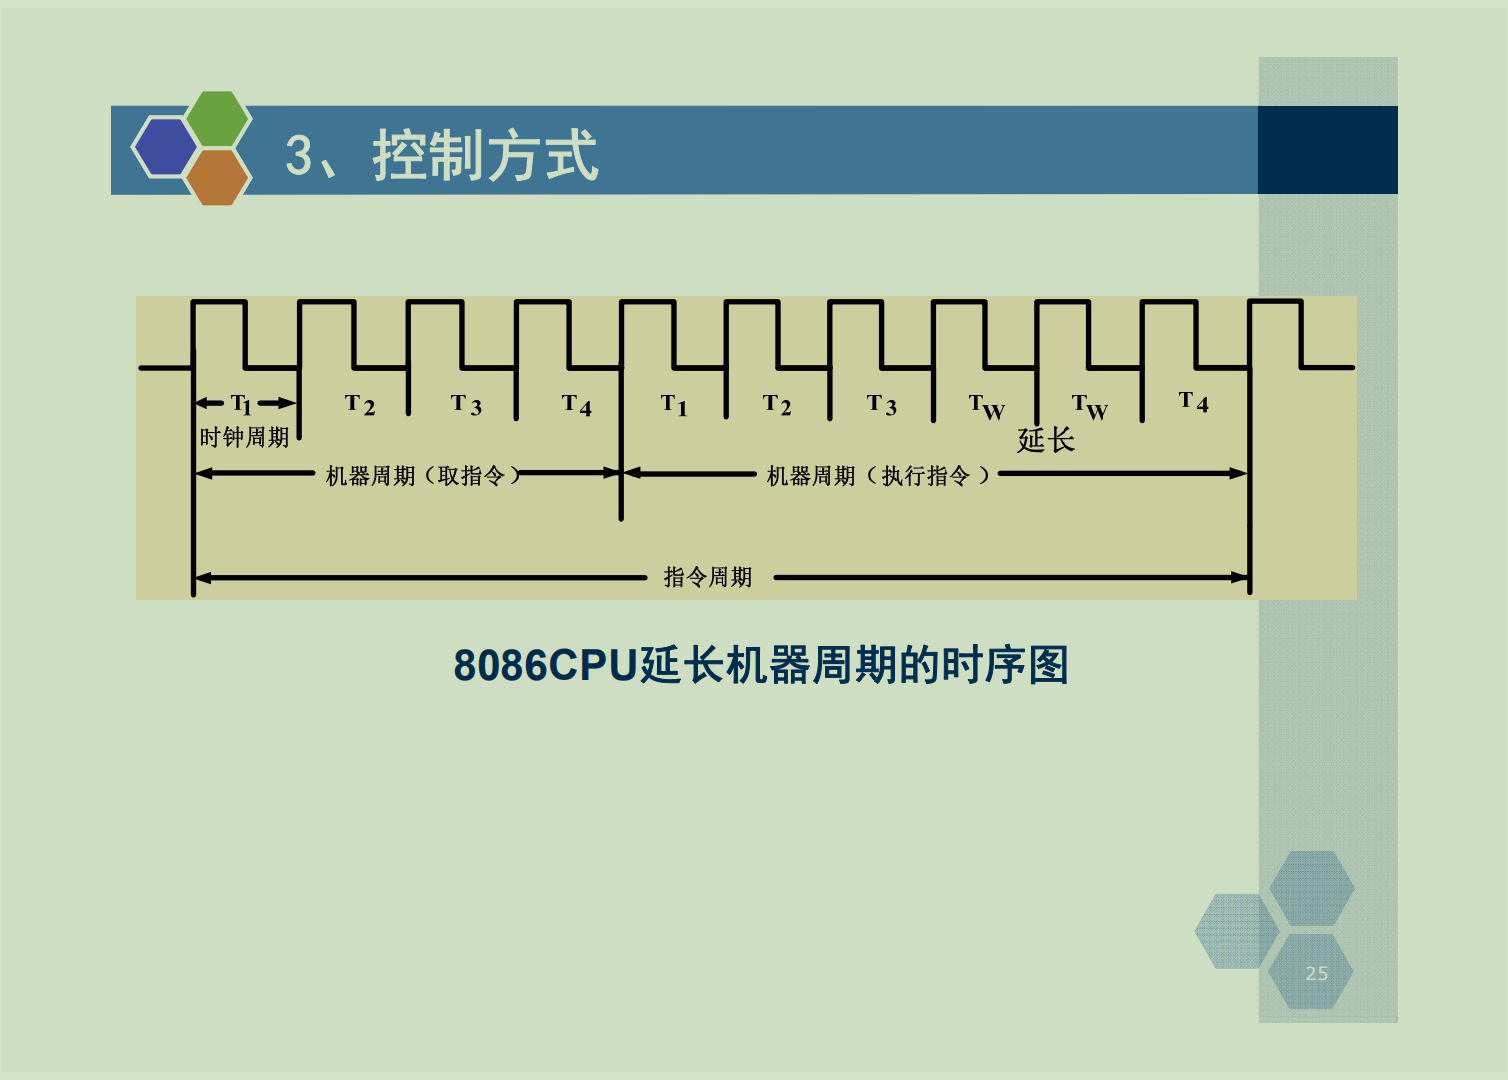 3、控制方式
T1 T2 T3 T4 T1 T2 T3 TW TW T4
时钟周期 延长
机器周期（取指令） 机器周期（执行指令）
指令周期
8086CPU延长机器周期的时序图
25